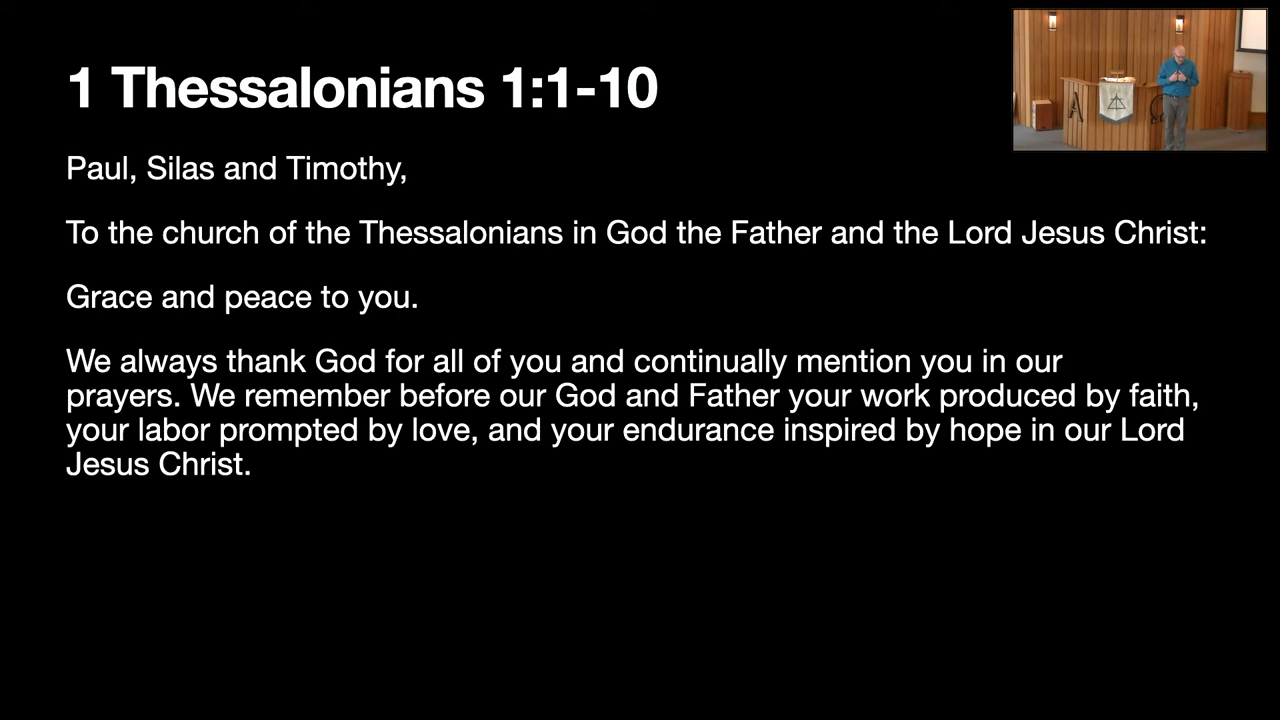 1 Thessalonians 1:1-10
Paul, Silas and Timothy,
To the church of the Thessalonians in God the Father and the Lord Jesus Christ:
Grace and peace to you.
We always thank God for all of you and continually mention you in our
prayers. We remember before our God and Father your work produced by faith,
your labor prompted by love, and your endurance inspired by hope in our Lord
Jesus Christ.
A